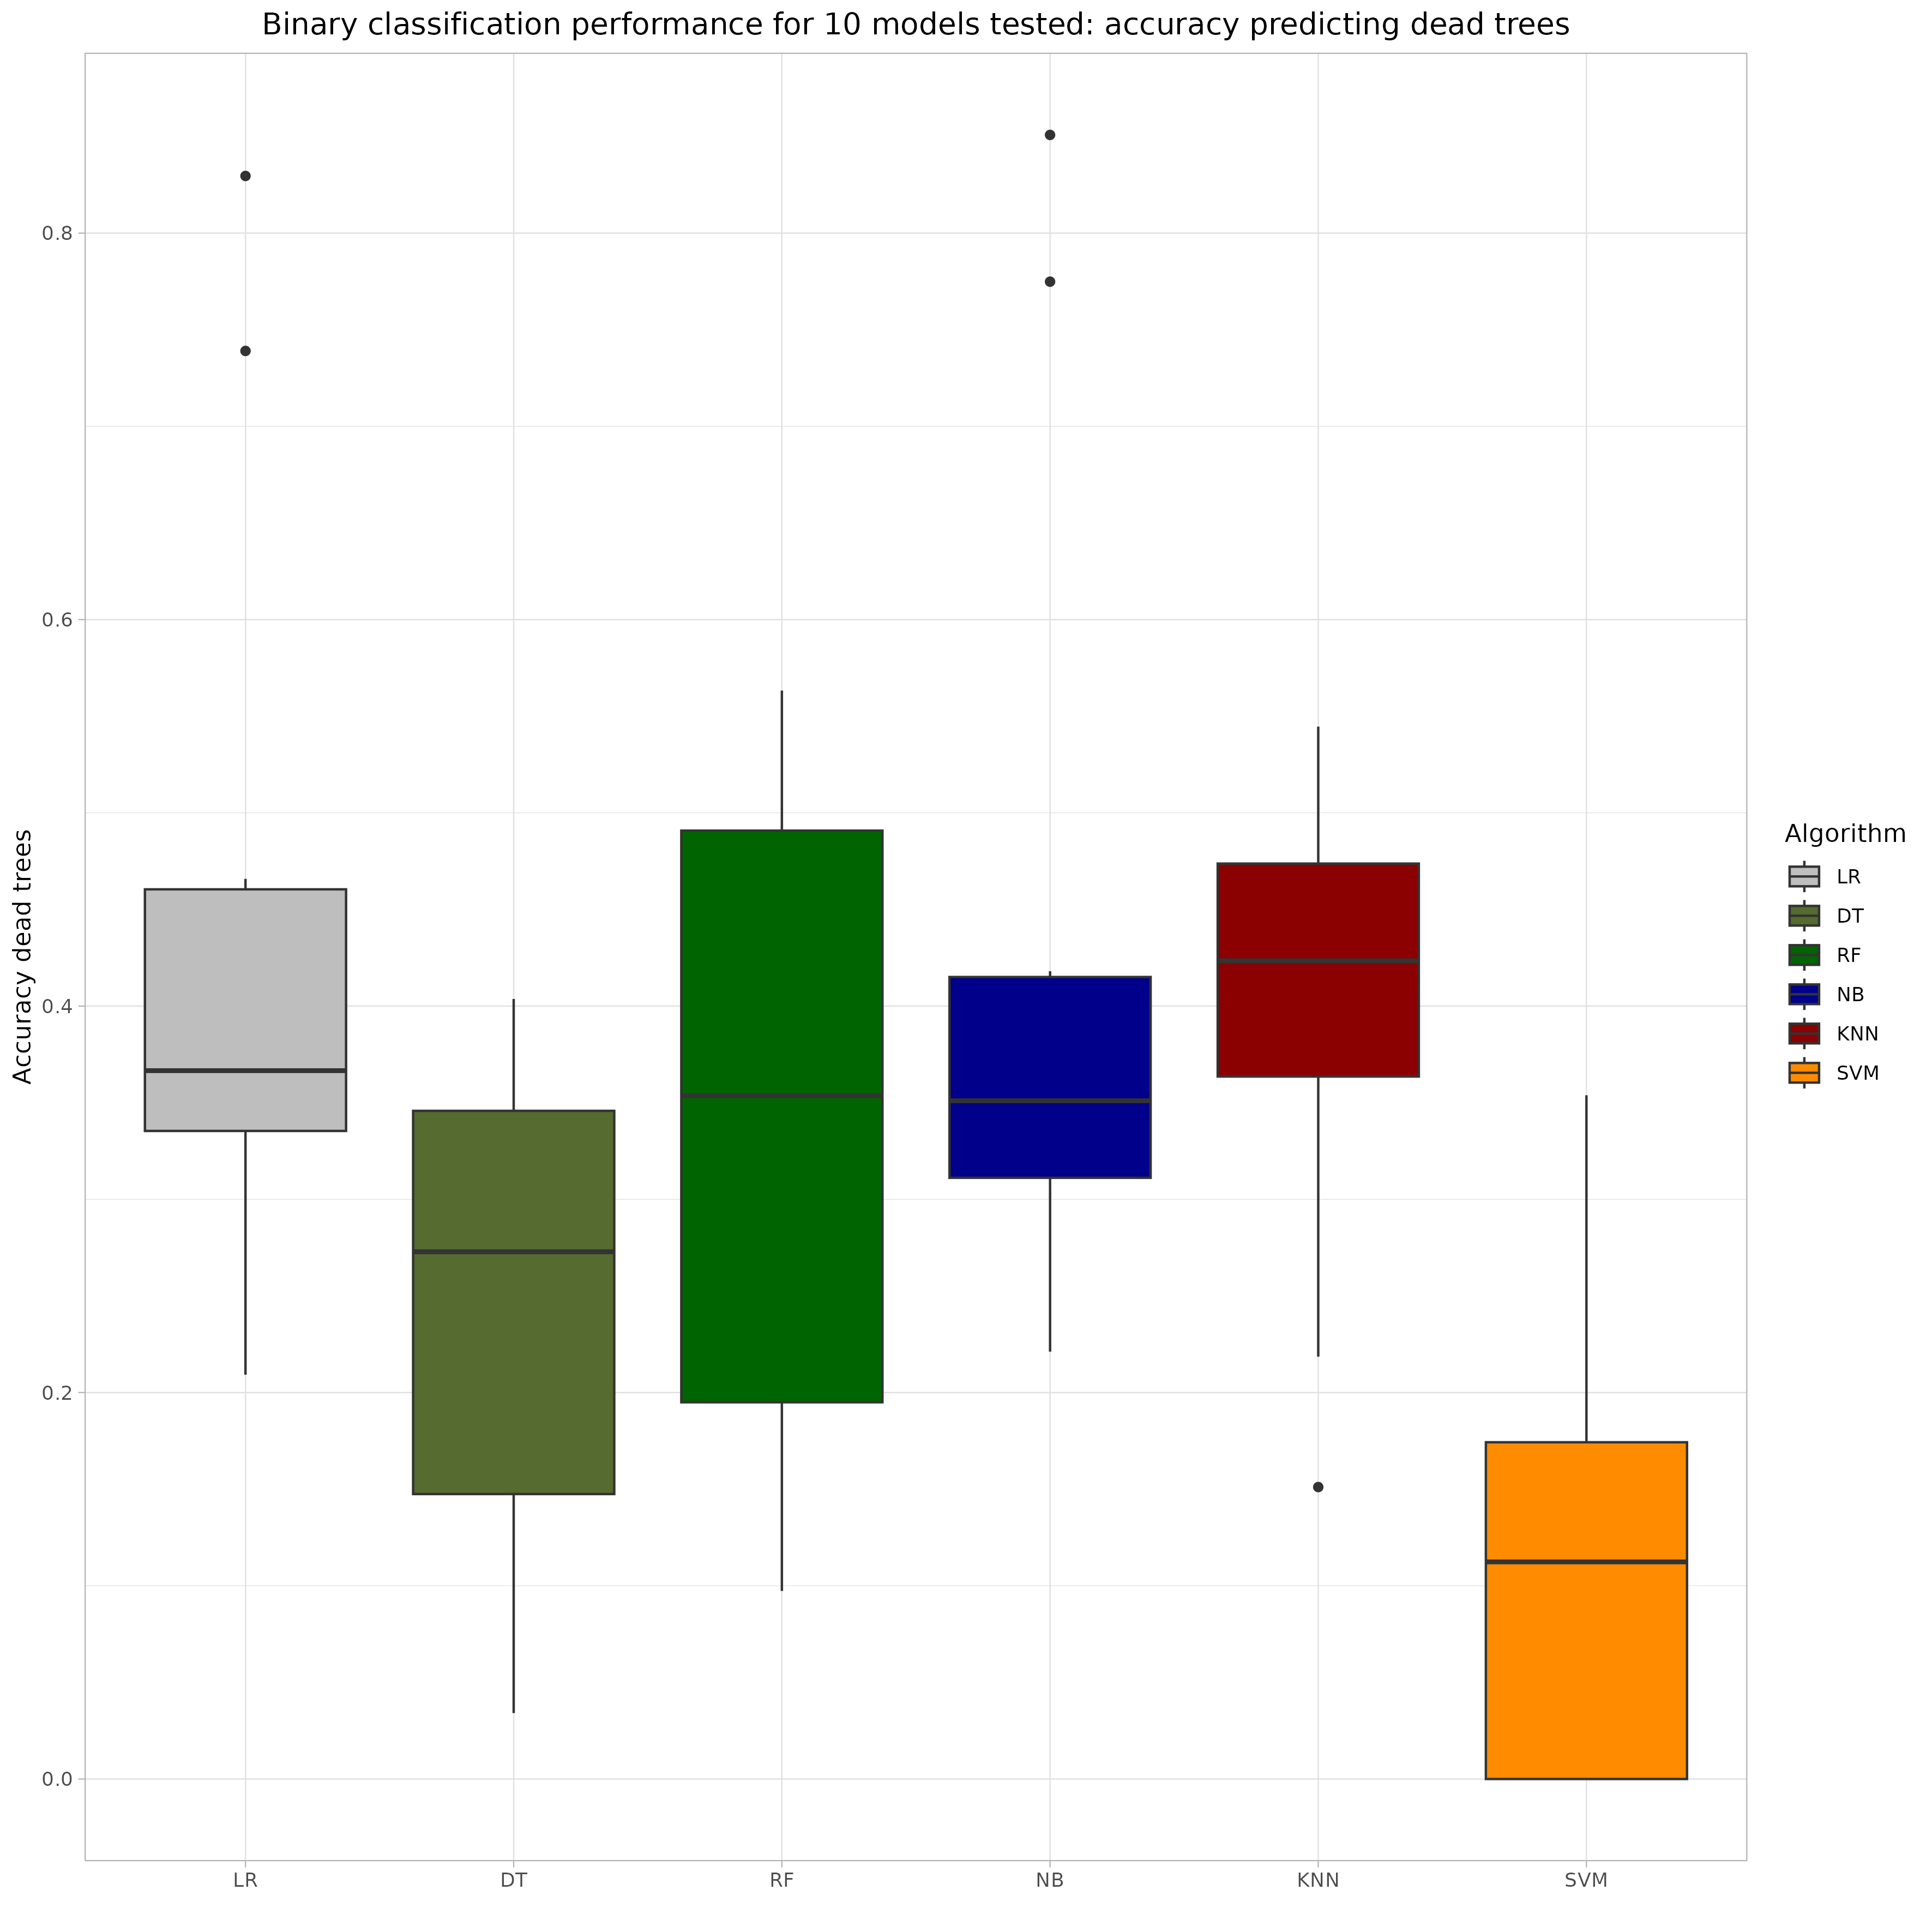 Binary classification performance for 10 models tested: accuracy predicting dead trees
Accuracy dead trees
0.8
0.6
0.4
0.2
0.0
LR DT RF NB KNN SVM
Algorithm
LR
DT
RF
NB
KNN
SVM